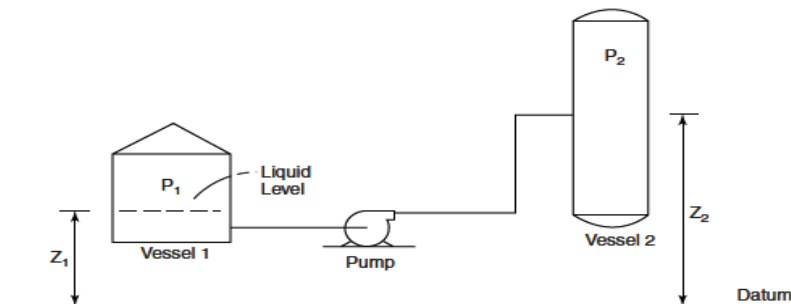 P2
P1
Liquid
Level
Z2
Vessel 2
Vessel 1
Z1
Pump
Datum